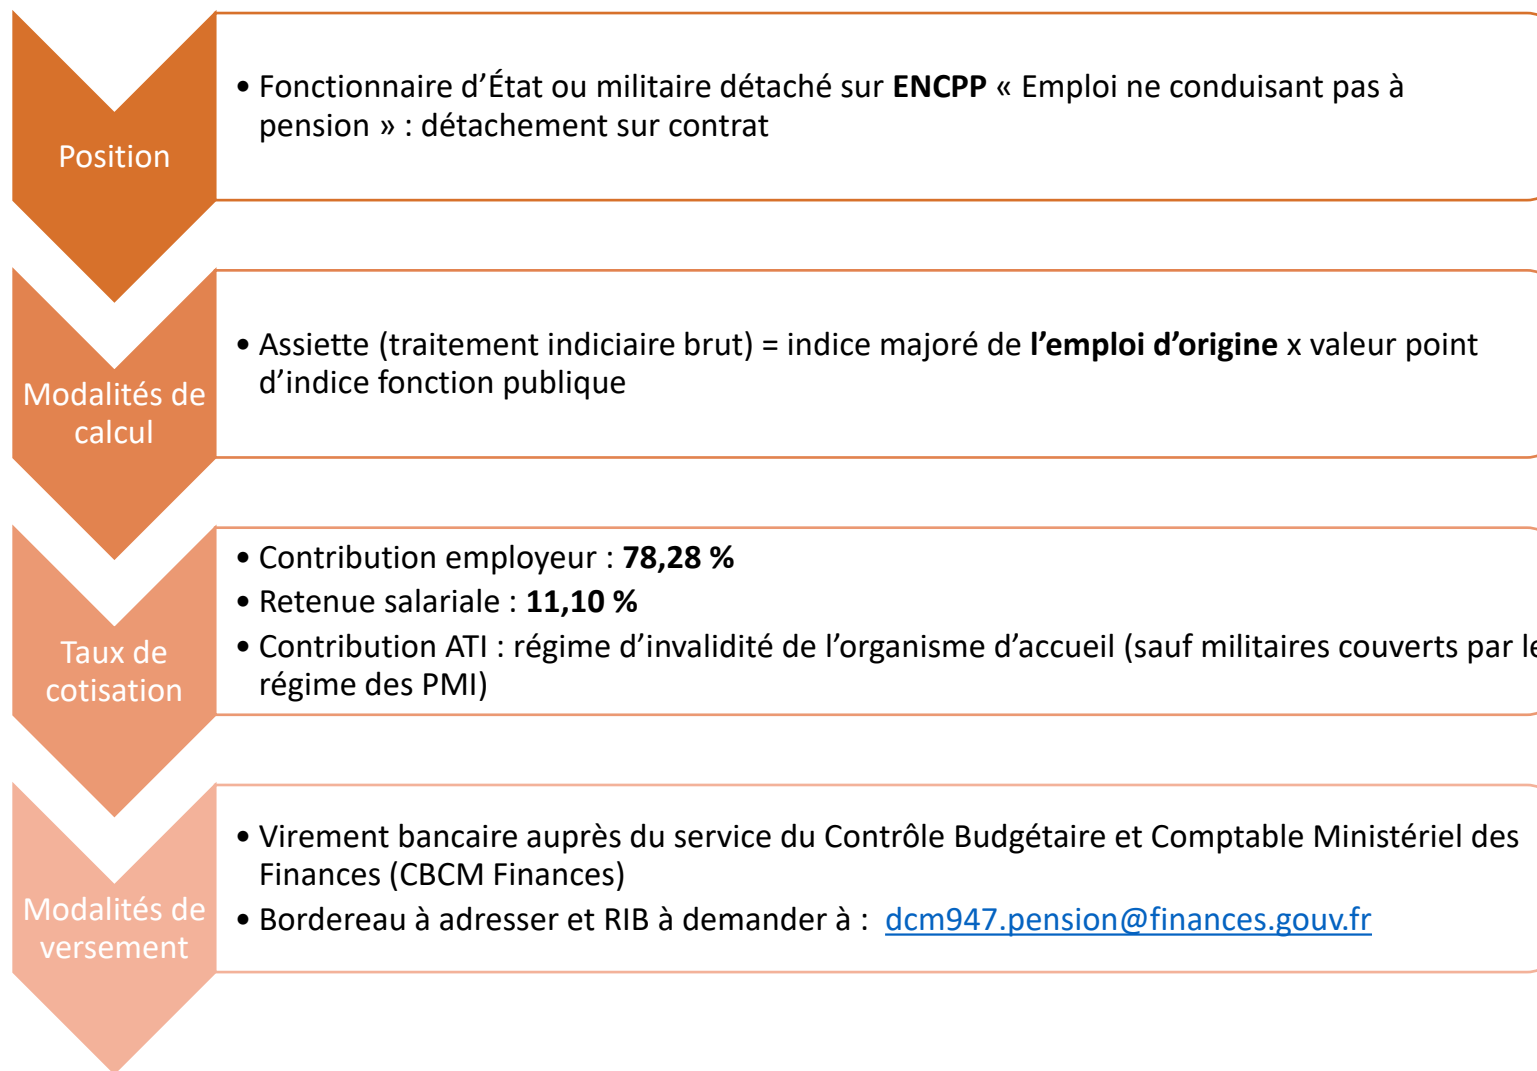 Position
• Fonctionnaire d’État ou militaire détaché sur ENCPP « Emploi ne conduisant pas à
pension » : détachement sur contrat
Modalités de
calcul
• Assiette (traitement indiciaire brut) = indice majoré de l’emploi d’origine x valeur point
d’indice fonction publique
Taux de
cotisation
• Contribution employeur : 78,28 %
• Retenue salariale : 11,10 %
• Contribution ATI : régime d’invalidité de l’organisme d’accueil (sauf militaires couverts par le
régime des PMI)
Modalités de
versement
• Virement bancaire auprès du service du Contrôle Budgétaire et Comptable Ministériel des
Finances (CBCM Finances)
• Bordereau à adresser et RIB à demander à : dcm947.pension@finances.gouv.fr